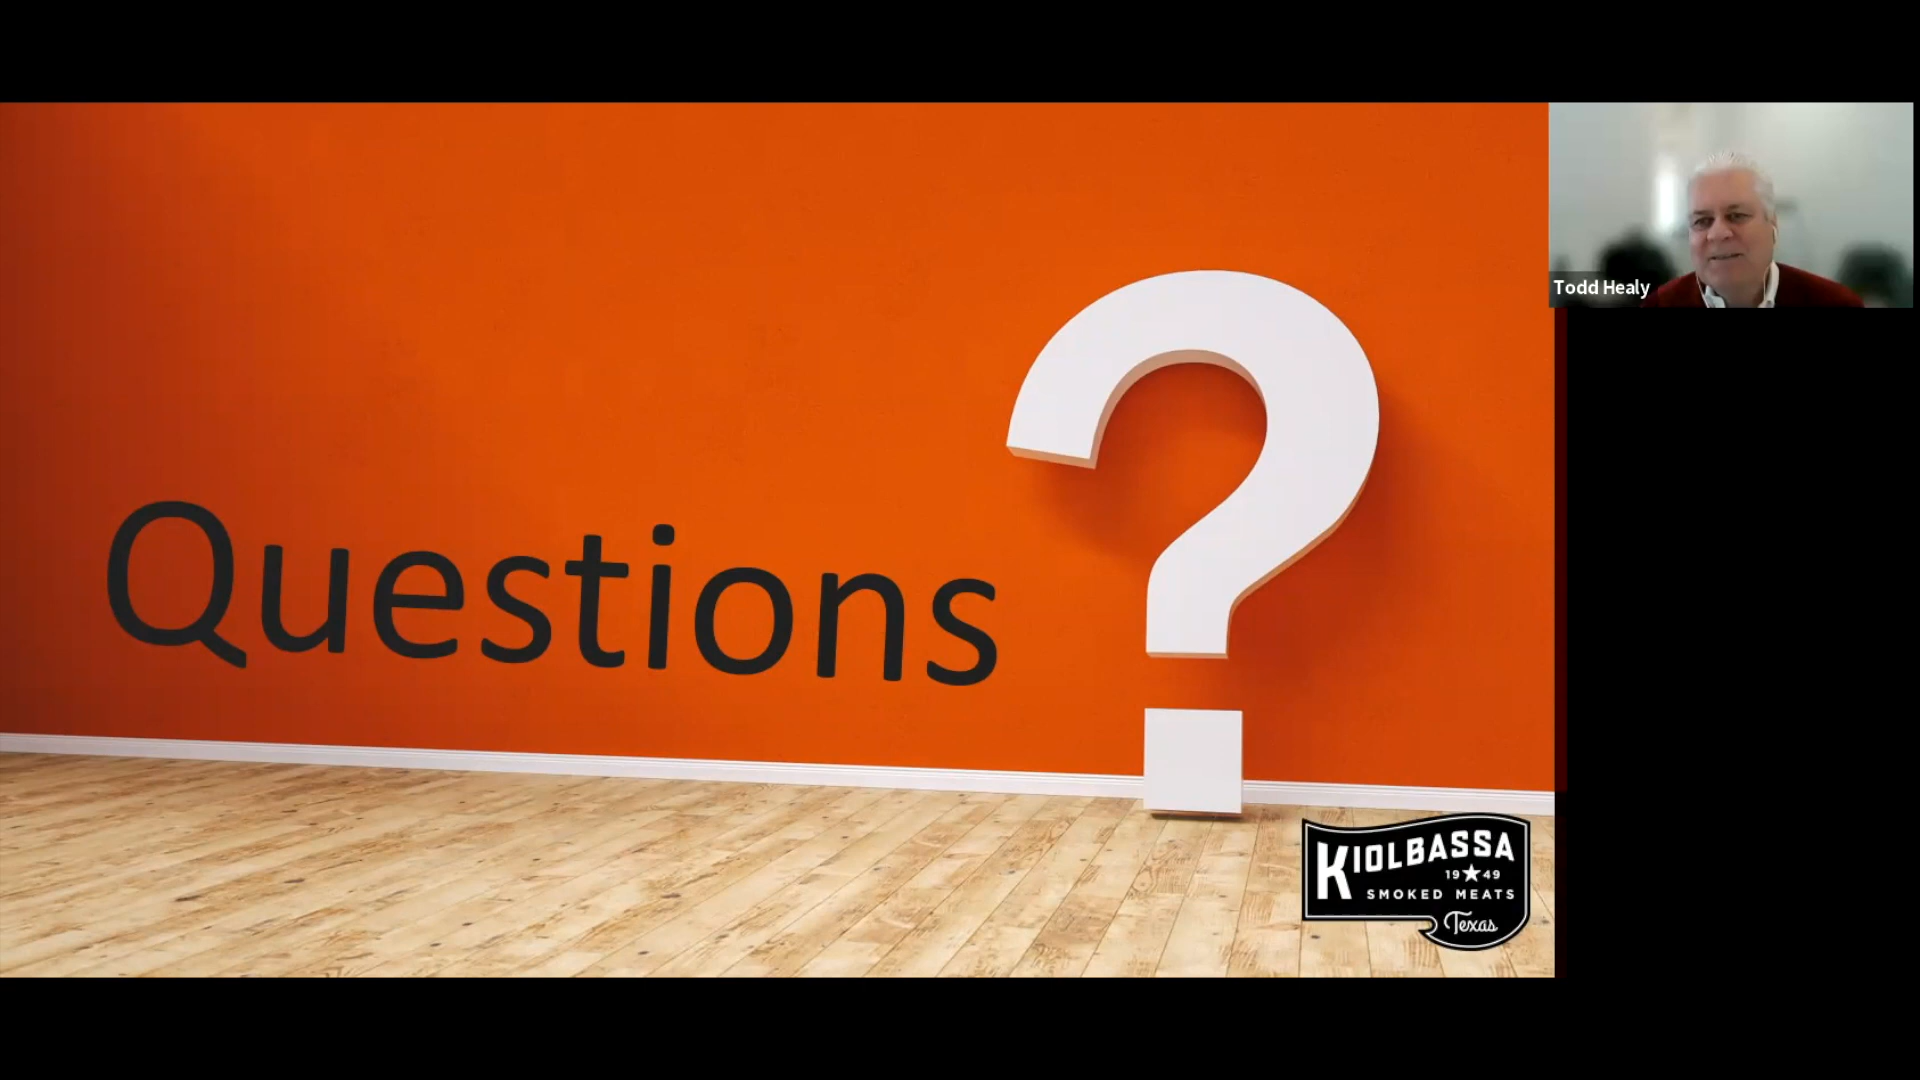 Questions?
Todd Healy
KIOLBASSA
19★49
SMOKED MEATS
Texas